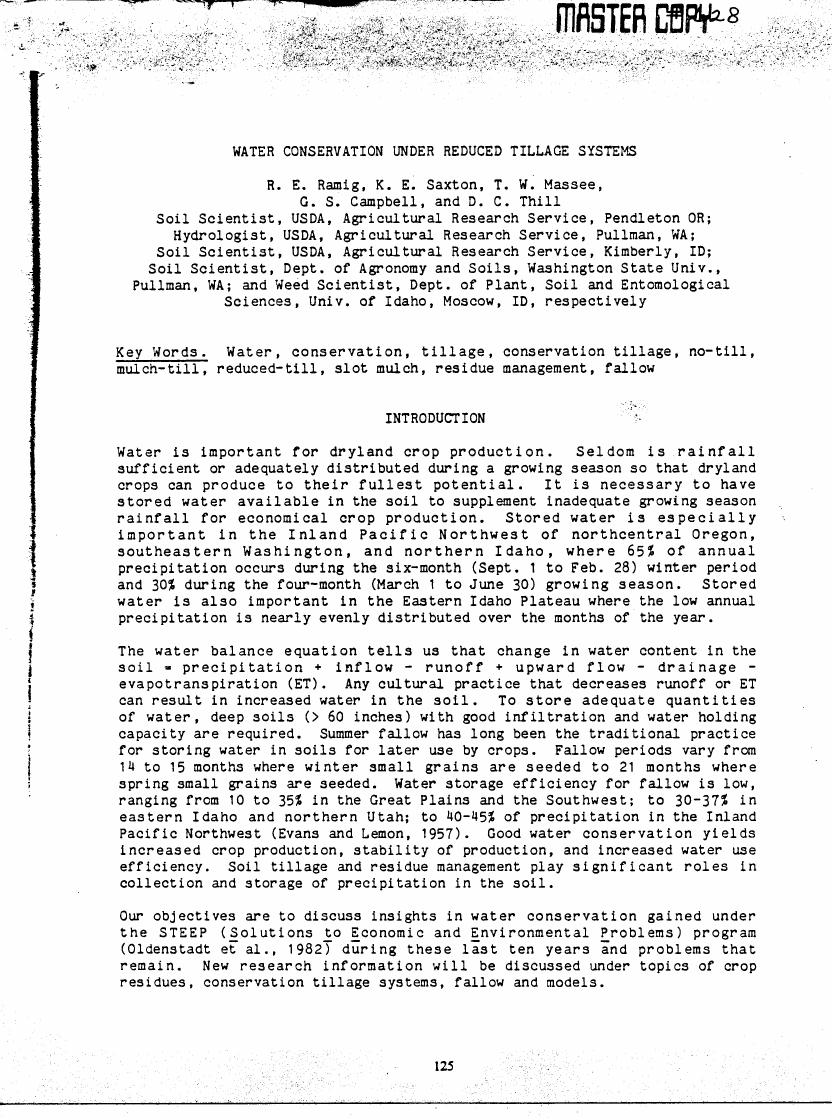 MASTER COPY 428
WATER CONSERVATION UNDER REDUCED TILLAGE SYSTEMS
R. E. Ramig, K. E. Saxton, T. W. Massee,
G. S. Campbell, and D. C. Thill
Soil Scientist, USDA, Agricultural Research Service, Pendleton OR;
Hydrologist, USDA, Agricultural Research Service, Pullman, WA;
Soil Scientist, USDA, Agricultural Research Service, Kimberly, ID;
Soil Scientist, Dept. of Agronomy and Soils, Washington State Univ.,
Pullman, WA; and Weed Scientist, Dept. of Plant, Soil and Entomological
Sciences, Univ. of Idaho, Moscow, ID, respectively
Key Words. Water, conservation, tillage, conservation tillage, no-till,
mulch-till, reduced-till, slot mulch, residue management, fallow
INTRODUCTION
Water is important for dryland crop production. Seldom is rainfall
sufficient or adequately distributed during a growing season so that dryland
crops can produce to their fullest potential. It is necessary to have
stored water available in the soil to supplement inadequate growing season
rainfall for economical crop production. Stored water is especially
important in the Inland Pacific Northwest of northcentral Oregon,
southeastern Washington, and northern Idaho, where 65% of annual
precipitation occurs during the six-month (Sept. 1 to Feb. 28) winter period
and 30% during the four-month (March 1 to June 30) growing season. Stored
water is also important in the Eastern Idaho Plateau where the low annual
precipitation is nearly evenly distributed over the months of the year.
The water balance equation tells us that change in water content in the
soil = precipitation + inflow - runoff + upward flow - drainage -
evapotranspiration (ET). Any cultural practice that decreases runoff or ET
can result in increased water in the soil. To store adequate quantities
of water, deep soils (> 60 inches) with good infiltration and water holding
capacity are required. Summer fallow has long been the traditional practice
for storing water in soils for later use by crops. Fallow periods vary from
14 to 15 months where winter small grains are seeded to 21 months where
spring small grains are seeded. Water storage efficiency for fallow is low,
ranging from 10 to 35% in the Great Plains and the Southwest; to 30-37% in
eastern Idaho and northern Utah; to 40-45% of precipitation in the Inland
Pacific Northwest (Evans and Lemon, 1957). Good water conservation yields
increased crop production, stability of production, and increased water use
efficiency. Soil tillage and residue management play significant roles in
collection and storage of precipitation in the soil.
Our objectives are to discuss insights in water conservation gained under
the STEEP (Solutions to Economic and Environmental Problems) program
(Oldenstadt et al., 1982) during these last ten years and problems that
remain. New research information will be discussed under topics of crop
residues, conservation tillage systems, fallow and models.
125